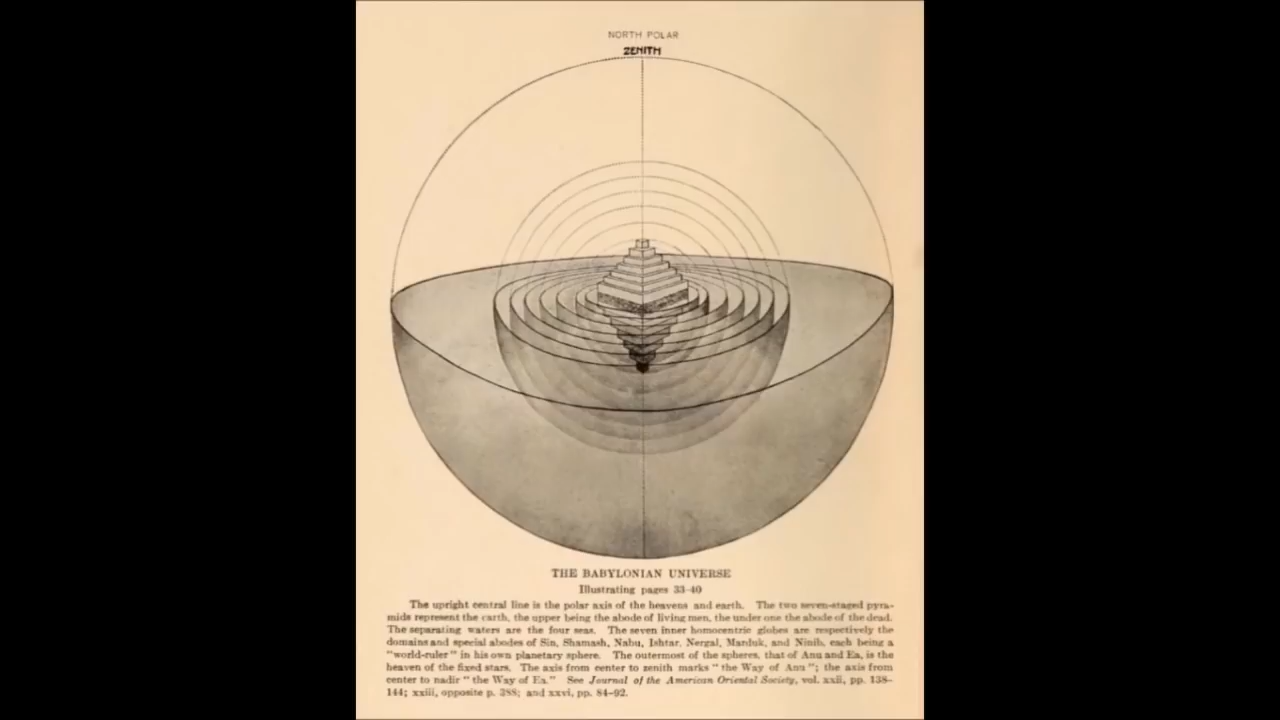 NORTH POLAR
ZENITH
THE BABYLONIAN UNIVERSE
Illustrating pages 33-40
The upright central line is the polar axis of the heavens and earth. The two seven-staged pyra-
mids represent the earth, the upper being the abode of living men, the under one the abode of the dead.
The separating waters are the four seas. The seven inner homocentric globes are respectively the
domains and special abodes of Sin, Shamash, Nabu, Ishtar, Nergal, Marduk, and Ninib, each being a
"world-ruler" in his own planetary sphere. The outermost of the spheres, that of Anu and Ea, is the
heaven of the fixed stars. The axis from center to zenith marks "the Way of Anu"; the axis from
center to nadir "the Way of Ea." See Journal of the American Oriental Society, vol. xxii, pp. 138-
144; xxiii, opposite p. 388; and xxvi, pp. 84-92.